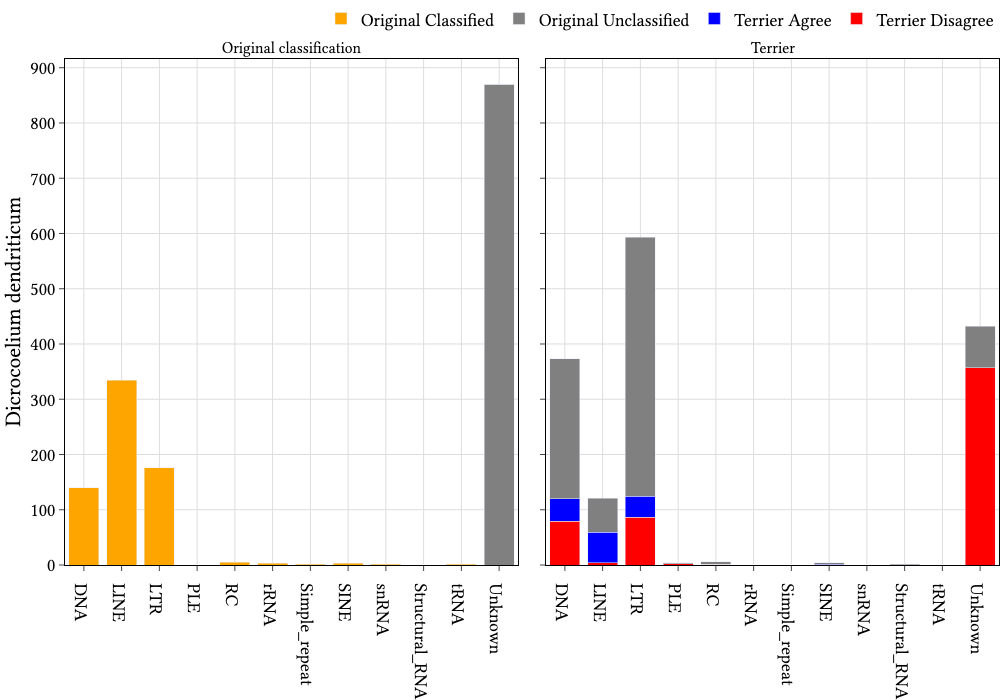 Original Classified Original Unclassified Terrier Agree Terrier Disagree
Original classification Terrier
Dicrocoelium dendriticum
900
800
700
600
500
400
300
200
100
0
DNA LINE LTR PLE RC rRNA Simple_repeat SINE snRNA Structural_RNA tRNA Unknown
DNA LINE LTR PLE RC rRNA Simple_repeat SINE snRNA Structural_RNA tRNA Unknown